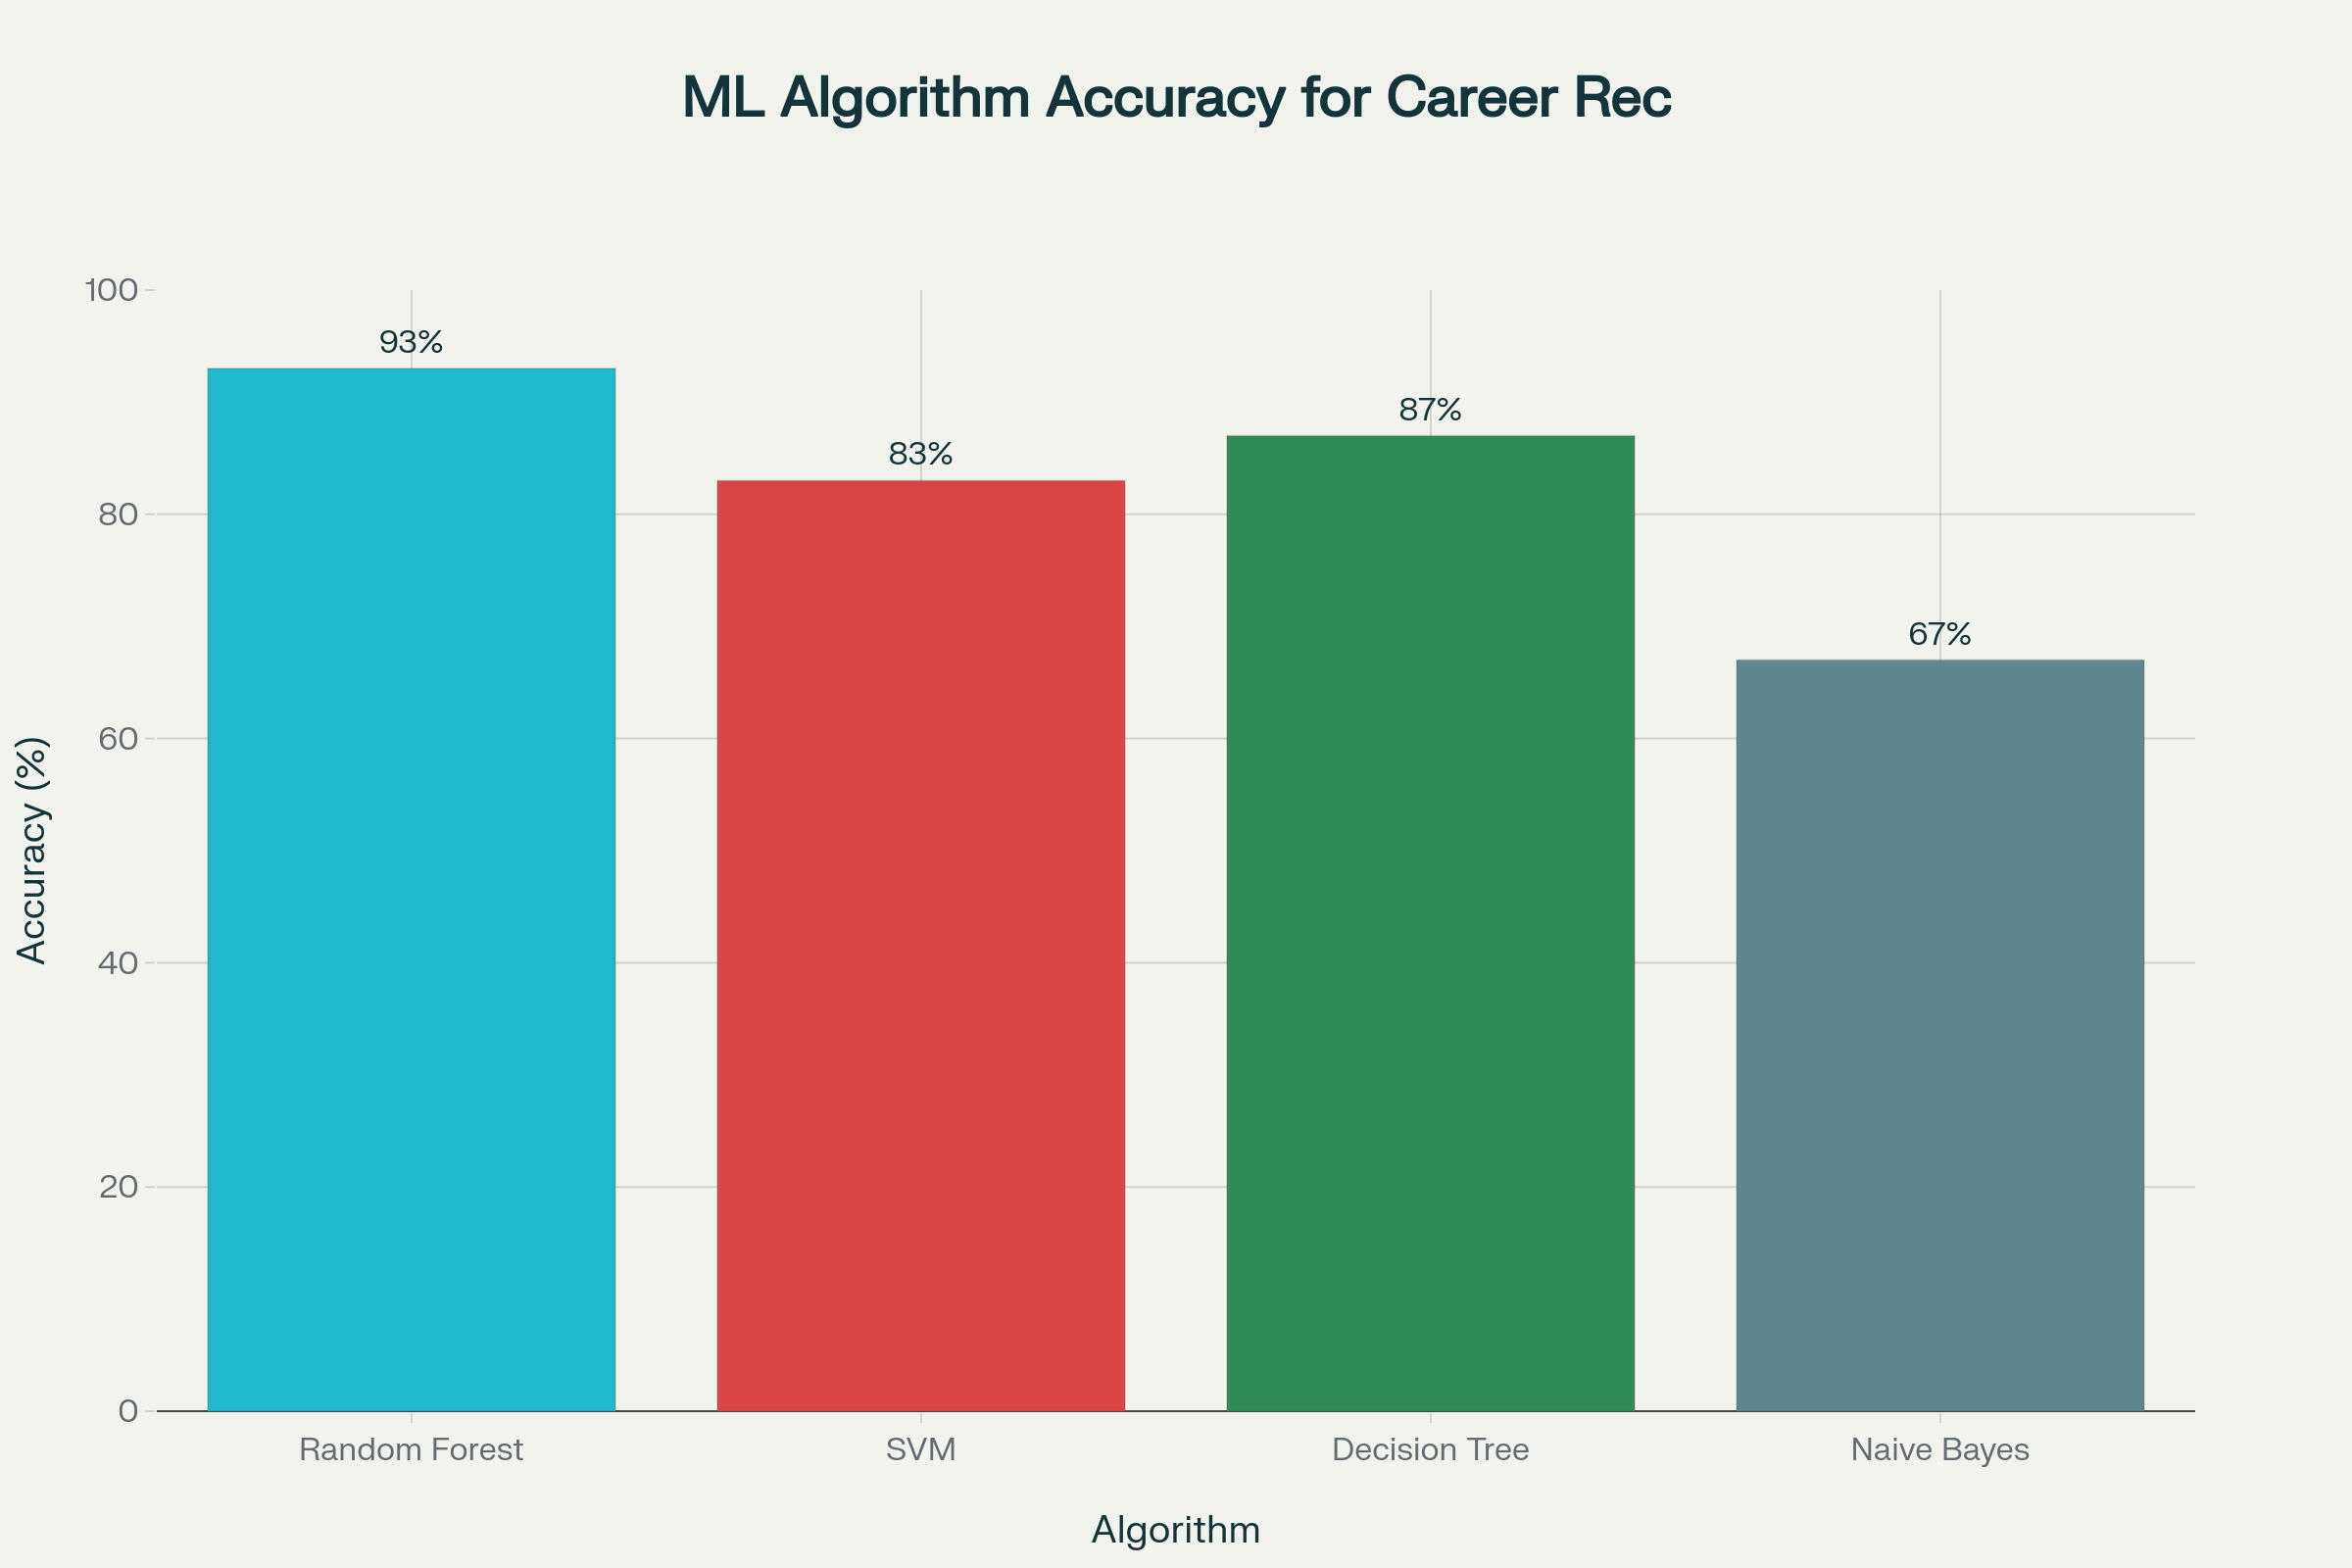 ML Algorithm Accuracy for Career Rec
100
93%
87%
83%
80
67%
60
Accuracy (%)
40
20
0
Random Forest SVM Decision Tree Naive Bayes
Algorithm